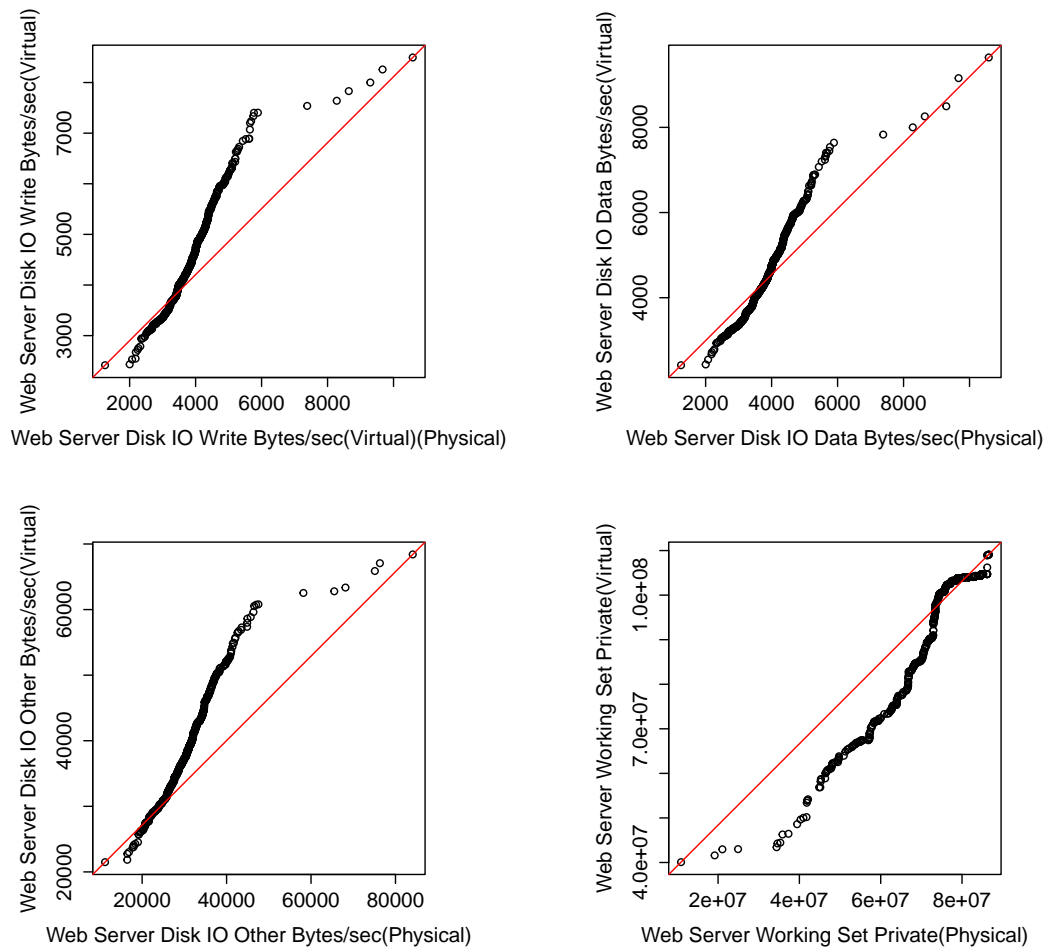 Web Server Disk IO Write Bytes/sec(Virtual)
3000 5000 7000
2000 4000 6000 8000
Web Server Disk IO Write Bytes/sec(Virtual)(Physical)
Web Server Disk IO Data Bytes/sec(Virtual)
4000 6000 8000
2000 4000 6000 8000
Web Server Disk IO Data Bytes/sec(Physical)
Web Server Disk IO Other Bytes/sec(Virtual)
20000 40000 60000
20000 40000 60000 80000
Web Server Disk IO Other Bytes/sec(Physical)
Web Server Working Set Private(Virtual)
4.0e+07 7.0e+07 1.0e+08
2e+07 4e+07 6e+07 8e+07
Web Server Working Set Private(Physical)